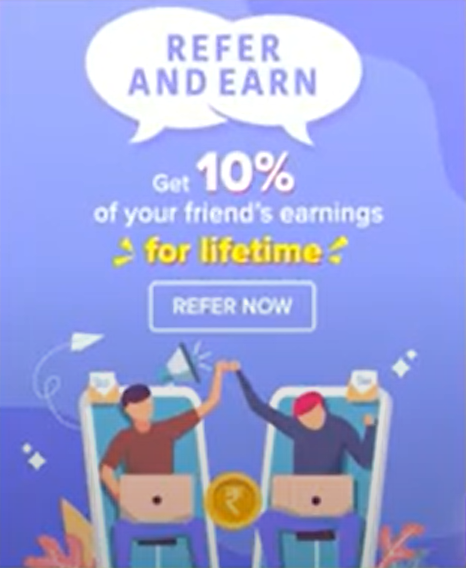 REFER
AND EARN
Get 10%
of your friend's earnings
for lifetime
REFER NOW
₹